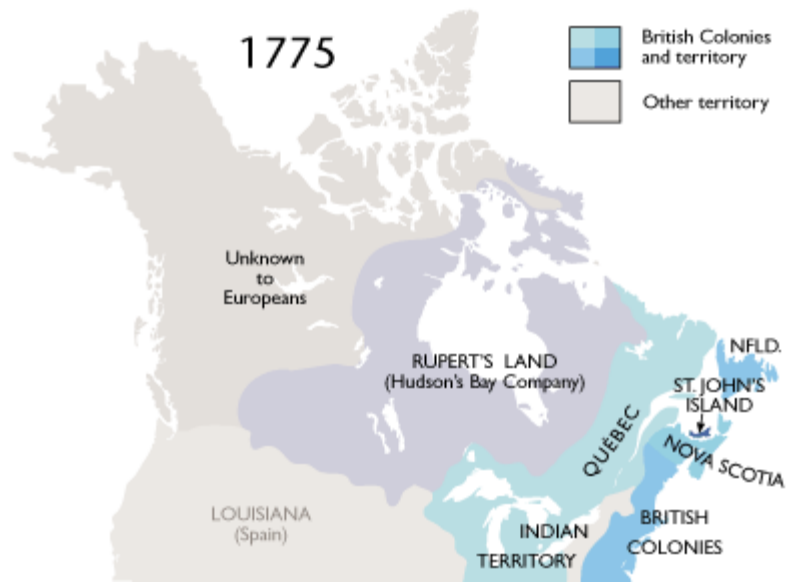 1775
British Colonies
and territory
Other territory
Unknown
to
Europeans
RUPERT'S LAND
(Hudson's Bay Company)
NFLD.
ST. JOHN'S
ISLAND
QUÉBEC
NOVA SCOTIA
LOUISIANA
(Spain)
INDIAN
TERRITORY
BRITISH
COLONIES